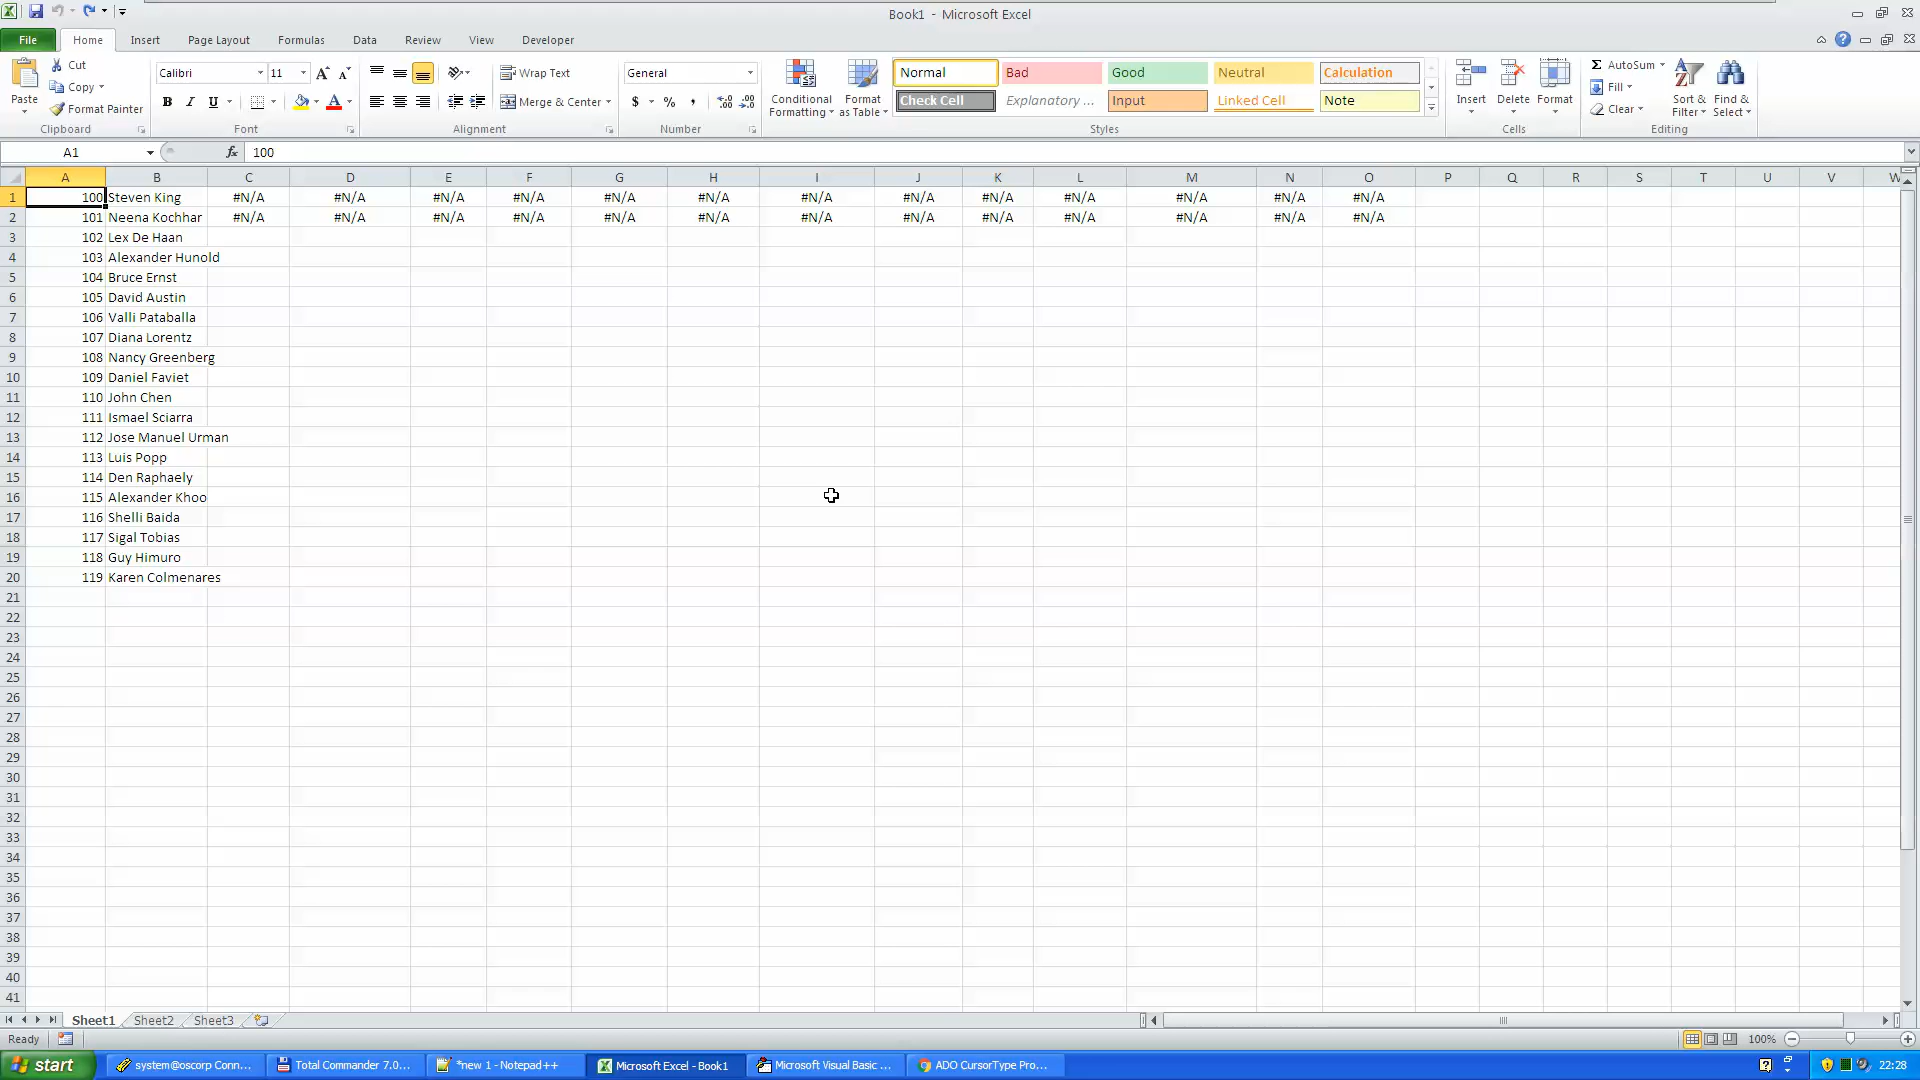 Book1 - Microsoft Excel
File Home Insert Page Layout Formulas Data Review View Developer
Paste Cut Copy Format Painter Clipboard
Calibri 11 B I U A Font
Wrap Text Merge & Center Alignment
General $ % , Number
Conditional Formatting Format as Table
Normal Bad Good Neutral Calculation
Check Cell Explanatory ... Input Linked Cell Note
Styles
Insert Delete Format Cells
Σ AutoSum Fill Clear Sort & Filter Find & Select Editing
A1 fx 100
A B C D E F G H I J K L M N O P Q R S T U V W
1 100 Steven King #N/A #N/A #N/A #N/A #N/A #N/A #N/A #N/A #N/A #N/A #N/A #N/A #N/A
2 101 Neena Kochhar #N/A #N/A #N/A #N/A #N/A #N/A #N/A #N/A #N/A #N/A #N/A #N/A #N/A
3 102 Lex De Haan
4 103 Alexander Hunold
5 104 Bruce Ernst
6 105 David Austin
7 106 Valli Pataballa
8 107 Diana Lorentz
9 108 Nancy Greenberg
10 109 Daniel Faviet
11 110 John Chen
12 111 Ismael Sciarra
13 112 Jose Manuel Urman
14 113 Luis Popp
15 114 Den Raphaely
16 115 Alexander Khoo
17 116 Shelli Baida
18 117 Sigal Tobias
19 118 Guy Himuro
20 119 Karen Colmenares
21
22
23
24
25
26
27
28
29
30
31
32
33
34
35
36
37
38
39
40
41
Sheet1 Sheet2 Sheet3
Ready 100%
start system@oscorp Conn... Total Commander 7.0... *new 1 - Notepad++ Microsoft Excel - Book1 Microsoft Visual Basic ... ADO CursorType Pro... 22:28